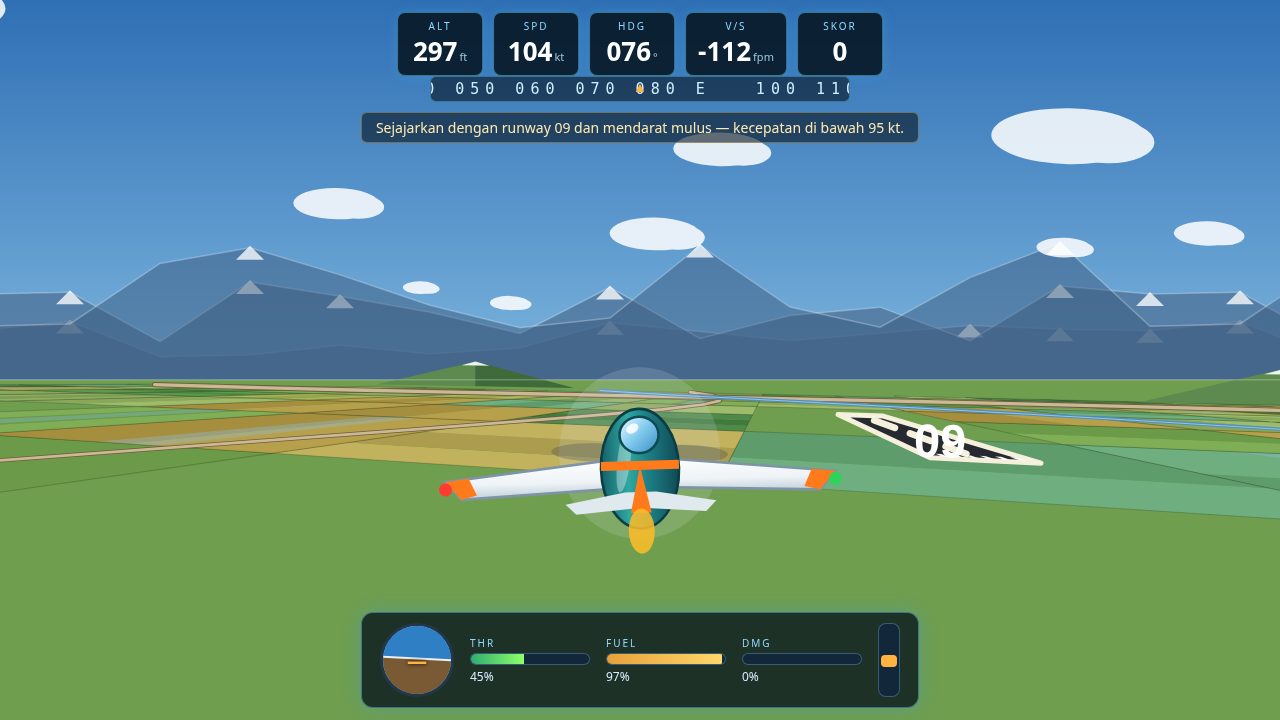 ALT SPD HDG V/S SKOR
297 ft 104 kt 076 ° -112 fpm 0
050 060 070 080 E 100 110
Sejajarkan dengan runway 09 dan mendarat mulus — kecepatan di bawah 95 kt.
09
THR FUEL DMG
45% 97% 0%